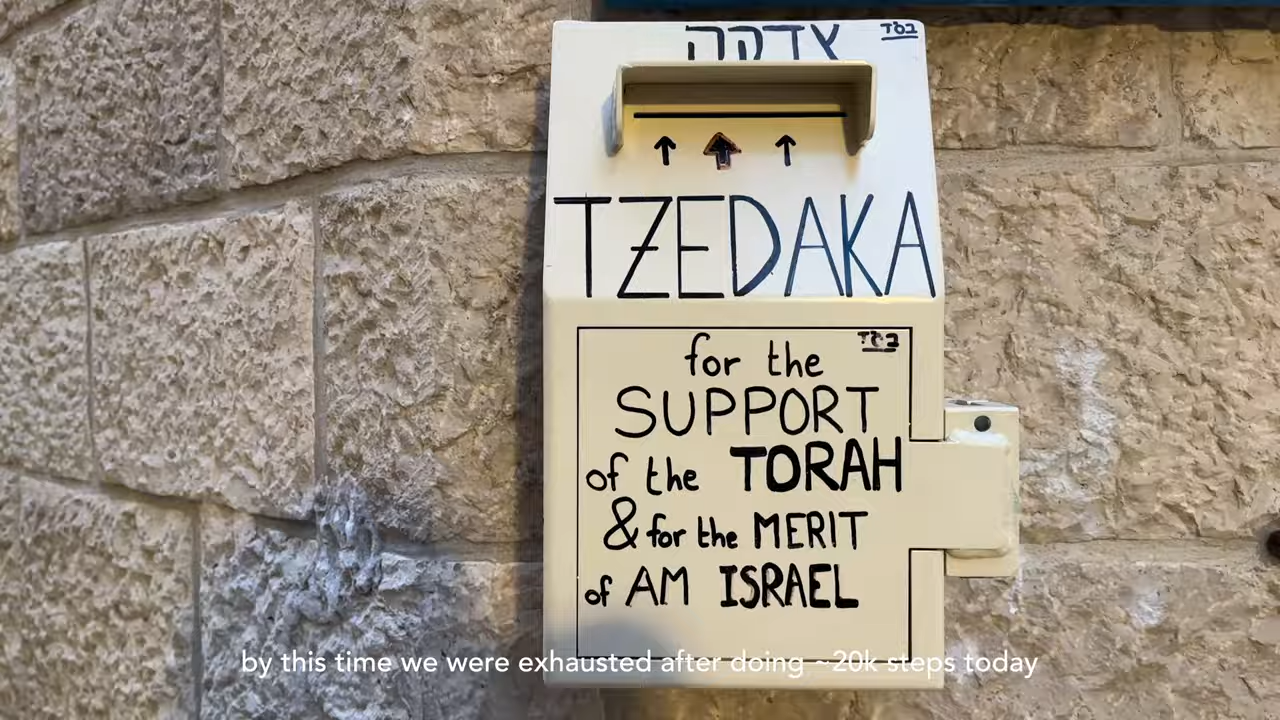 בס"ד
צדקה
TZEDAKA
בס"ד
for the
SUPPORT
of the TORAH
& for the MERIT
of AM ISRAEL
by this time we were exhausted after doing ~20k steps today